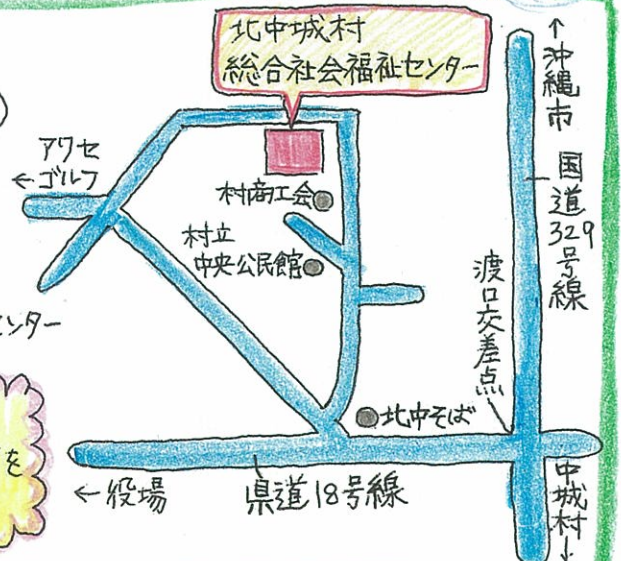 北中城村
総合社会福祉センター
↑沖縄市
国道329号線
アワセ
←ゴルフ
村商工会
村立
中央公民館
渡口交差点
ンター
北中そば
を
←役場
県道18号線
中城村↓